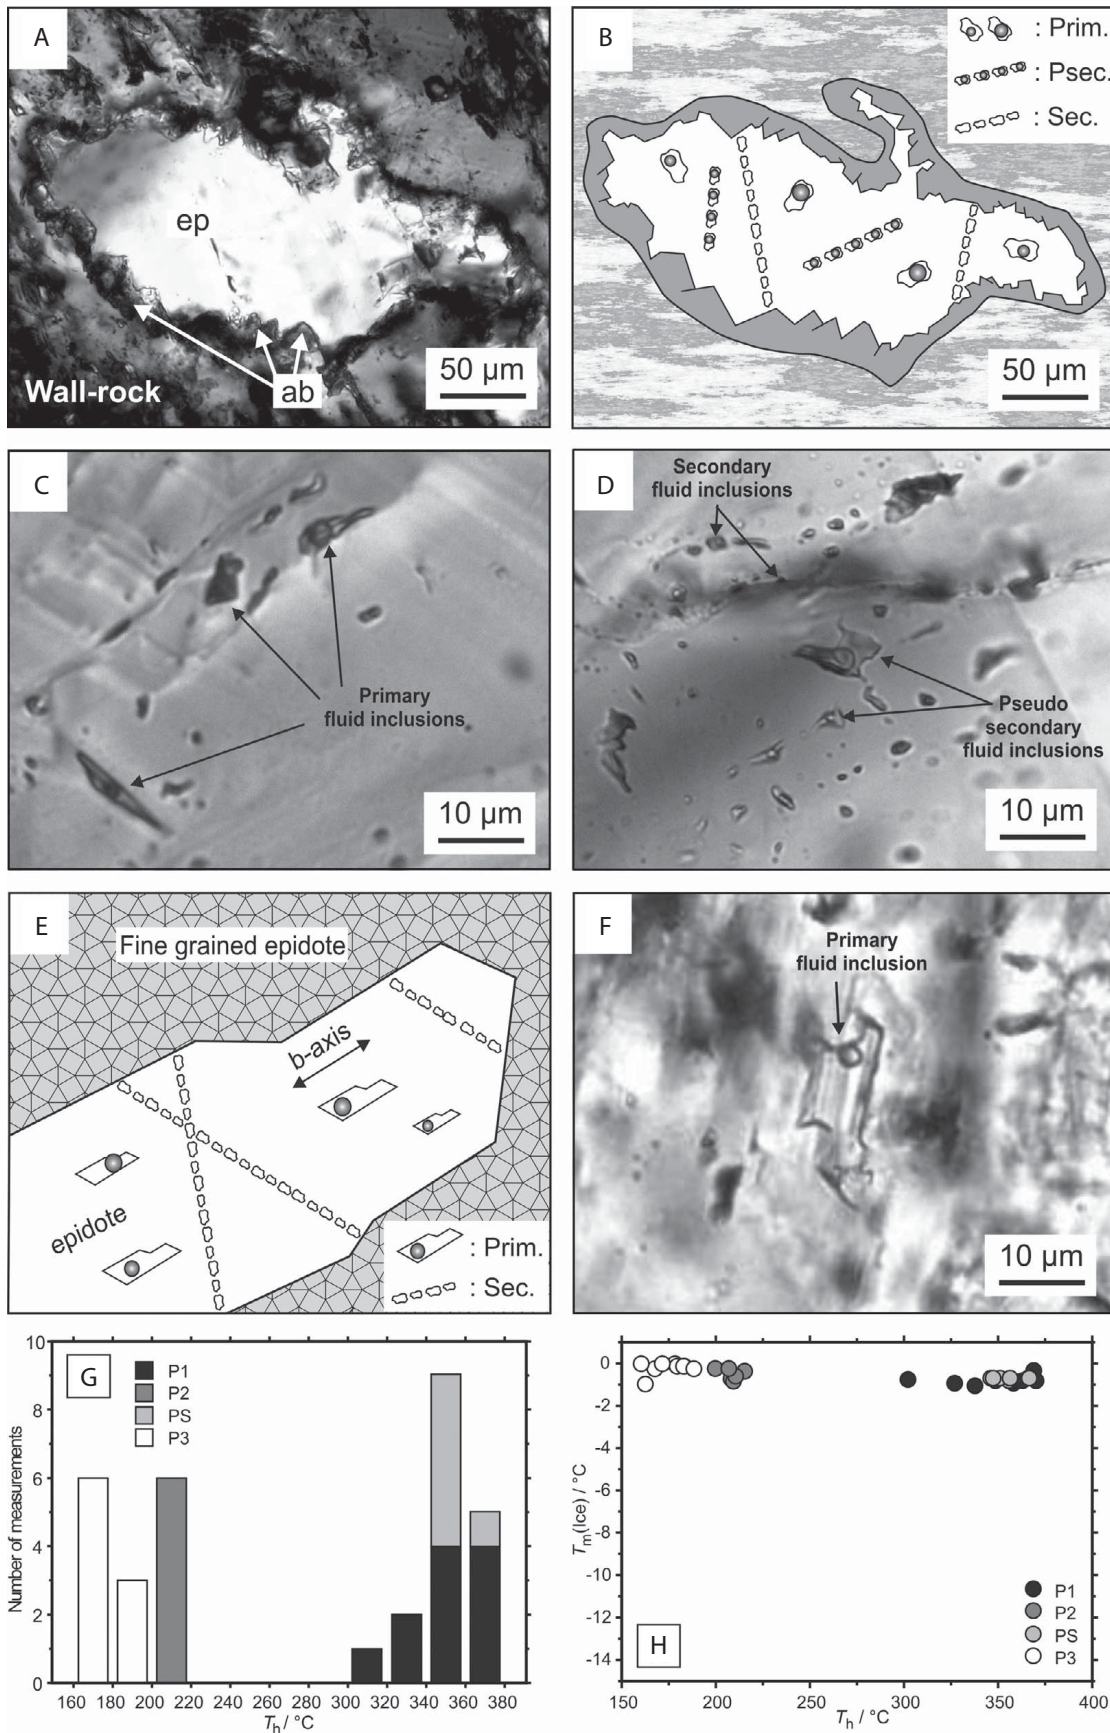 A
ep
Wall-rock
ab
50 µm
B
: Prim.
: Psec.
: Sec.
50 µm
C
Primary
fluid inclusions
10 µm
D
Secondary
fluid inclusions
Pseudo
secondary
fluid inclusions
10 µm
E
Fine grained epidote
b-axis
epidote
: Prim.
: Sec.
F
Primary
fluid inclusion
10 µm
G
P1
P2
PS
P3
Number of measurements
10
8
6
4
2
0
160 180 200 220 240 260 280 300 320 340 360 380
Th / °C
H
Tm(Ice) / °C
0
-2
-4
-6
-8
-10
-12
-14
P1
P2
PS
P3
150 200 250 300 350 400
Th / °C